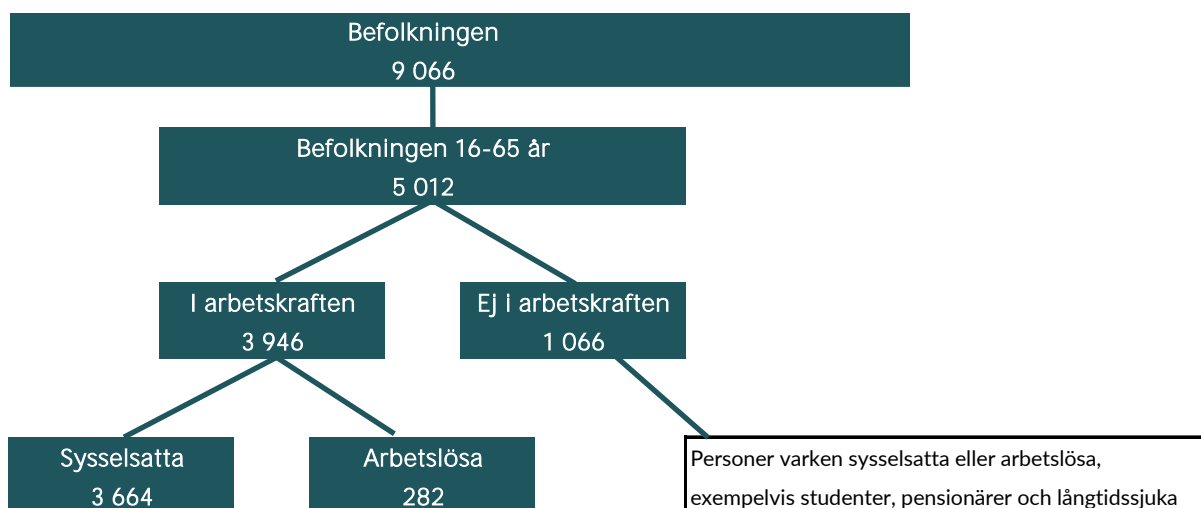 Befolkningen
9 066
Befolkningen 16-65 år
5 012
I arbetskraften
3 946
Ej i arbetskraften
1 066
Sysselsatta
3 664
Arbetslösa
282
Personer varken sysselsatta eller arbetslösa,
exempelvis studenter, pensionärer och långtidssjuka